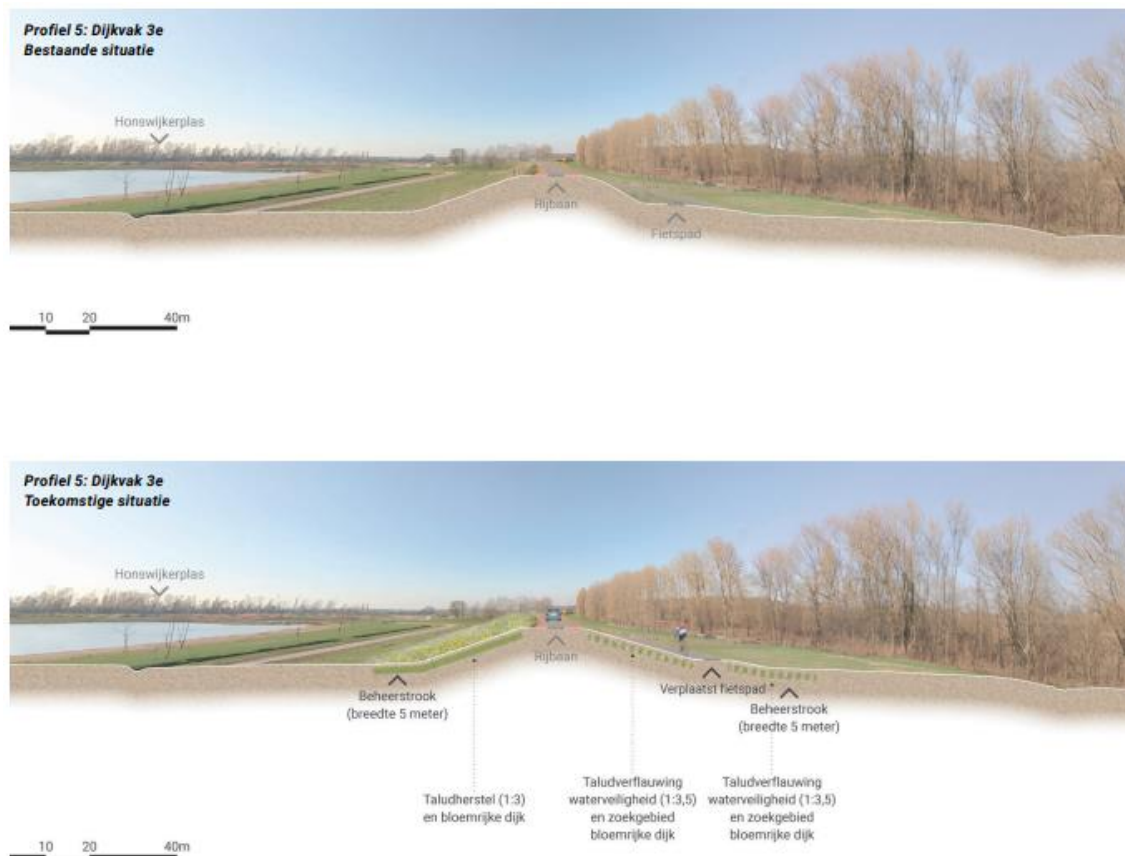 Profiel 5: Dijkvak 3e
Bestaande situatie
Honswijkerplas
Rijbaan
Fietspad
10 20 40m
Profiel 5: Dijkvak 3e
Toekomstige situatie
Honswijkerplas
Rijbaan
Beheerstrook
(breedte 5 meter)
Verplaatst fietspad
Beheerstrook
(breedte 5 meter)
Taludherstel (1:3)
en bloemrijke dijk
Taludverflauwing
waterveiligheid (1:3,5)
en zoekgebied
bloemrijke dijk
Taludverflauwing
waterveiligheid (1:3,5)
en zoekgebied
bloemrijke dijk
10 20 40m